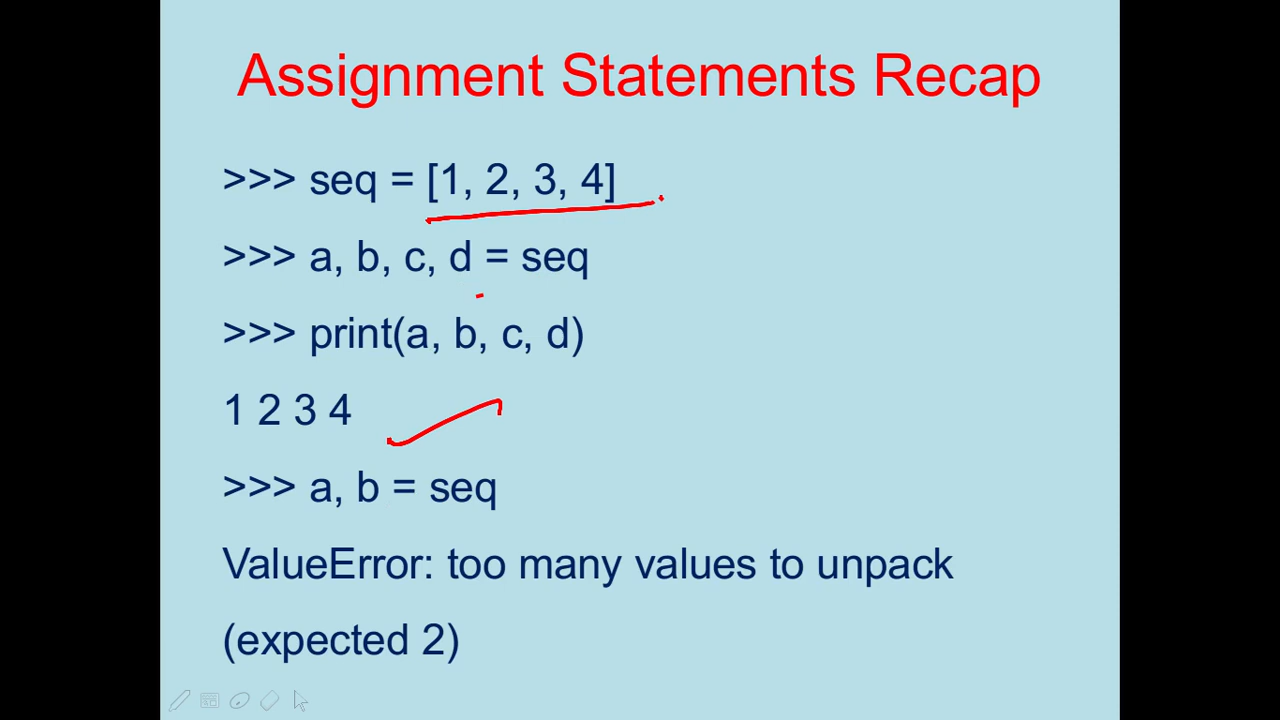 Assignment Statements Recap
>>> seq = [1, 2, 3, 4]
>>> a, b, c, d = seq
>>> print(a, b, c, d)
1 2 3 4
>>> a, b = seq
ValueError: too many values to unpack
(expected 2)